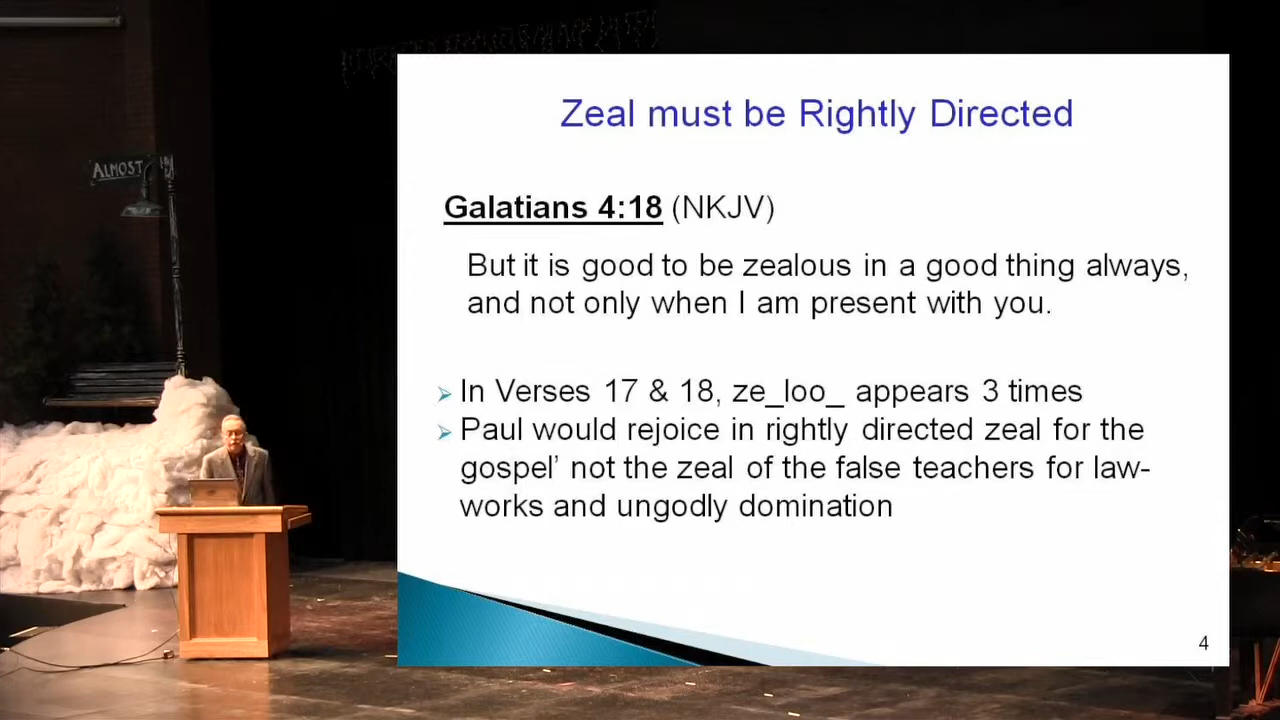 ALMOST
Zeal must be Rightly Directed
Galatians 4:18 (NKJV)
But it is good to be zealous in a good thing always,
and not only when I am present with you.
In Verses 17 & 18, ze_loo_ appears 3 times
Paul would rejoice in rightly directed zeal for the
gospel’ not the zeal of the false teachers for law-
works and ungodly domination
4